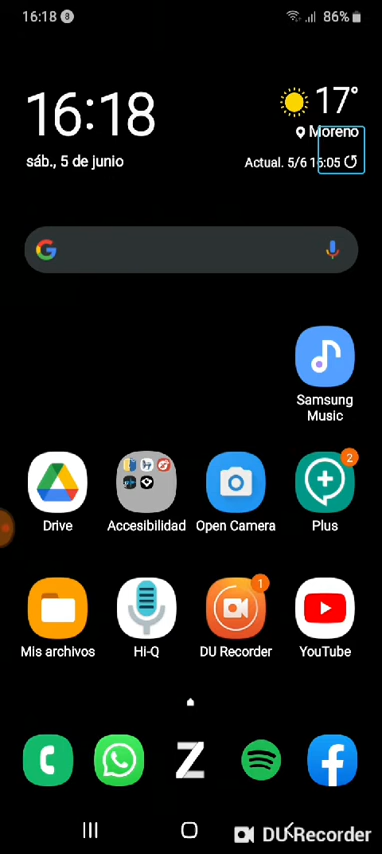 16:18 8 86%
16:18
17°
Moreno
sáb., 5 de junio
Actual. 5/6 16:05
G
Samsung
Music
2
Drive
Accesibilidad
Open Camera
Plus
1
Mis archivos
Hi-Q
DU Recorder
YouTube
Z
DU Recorder